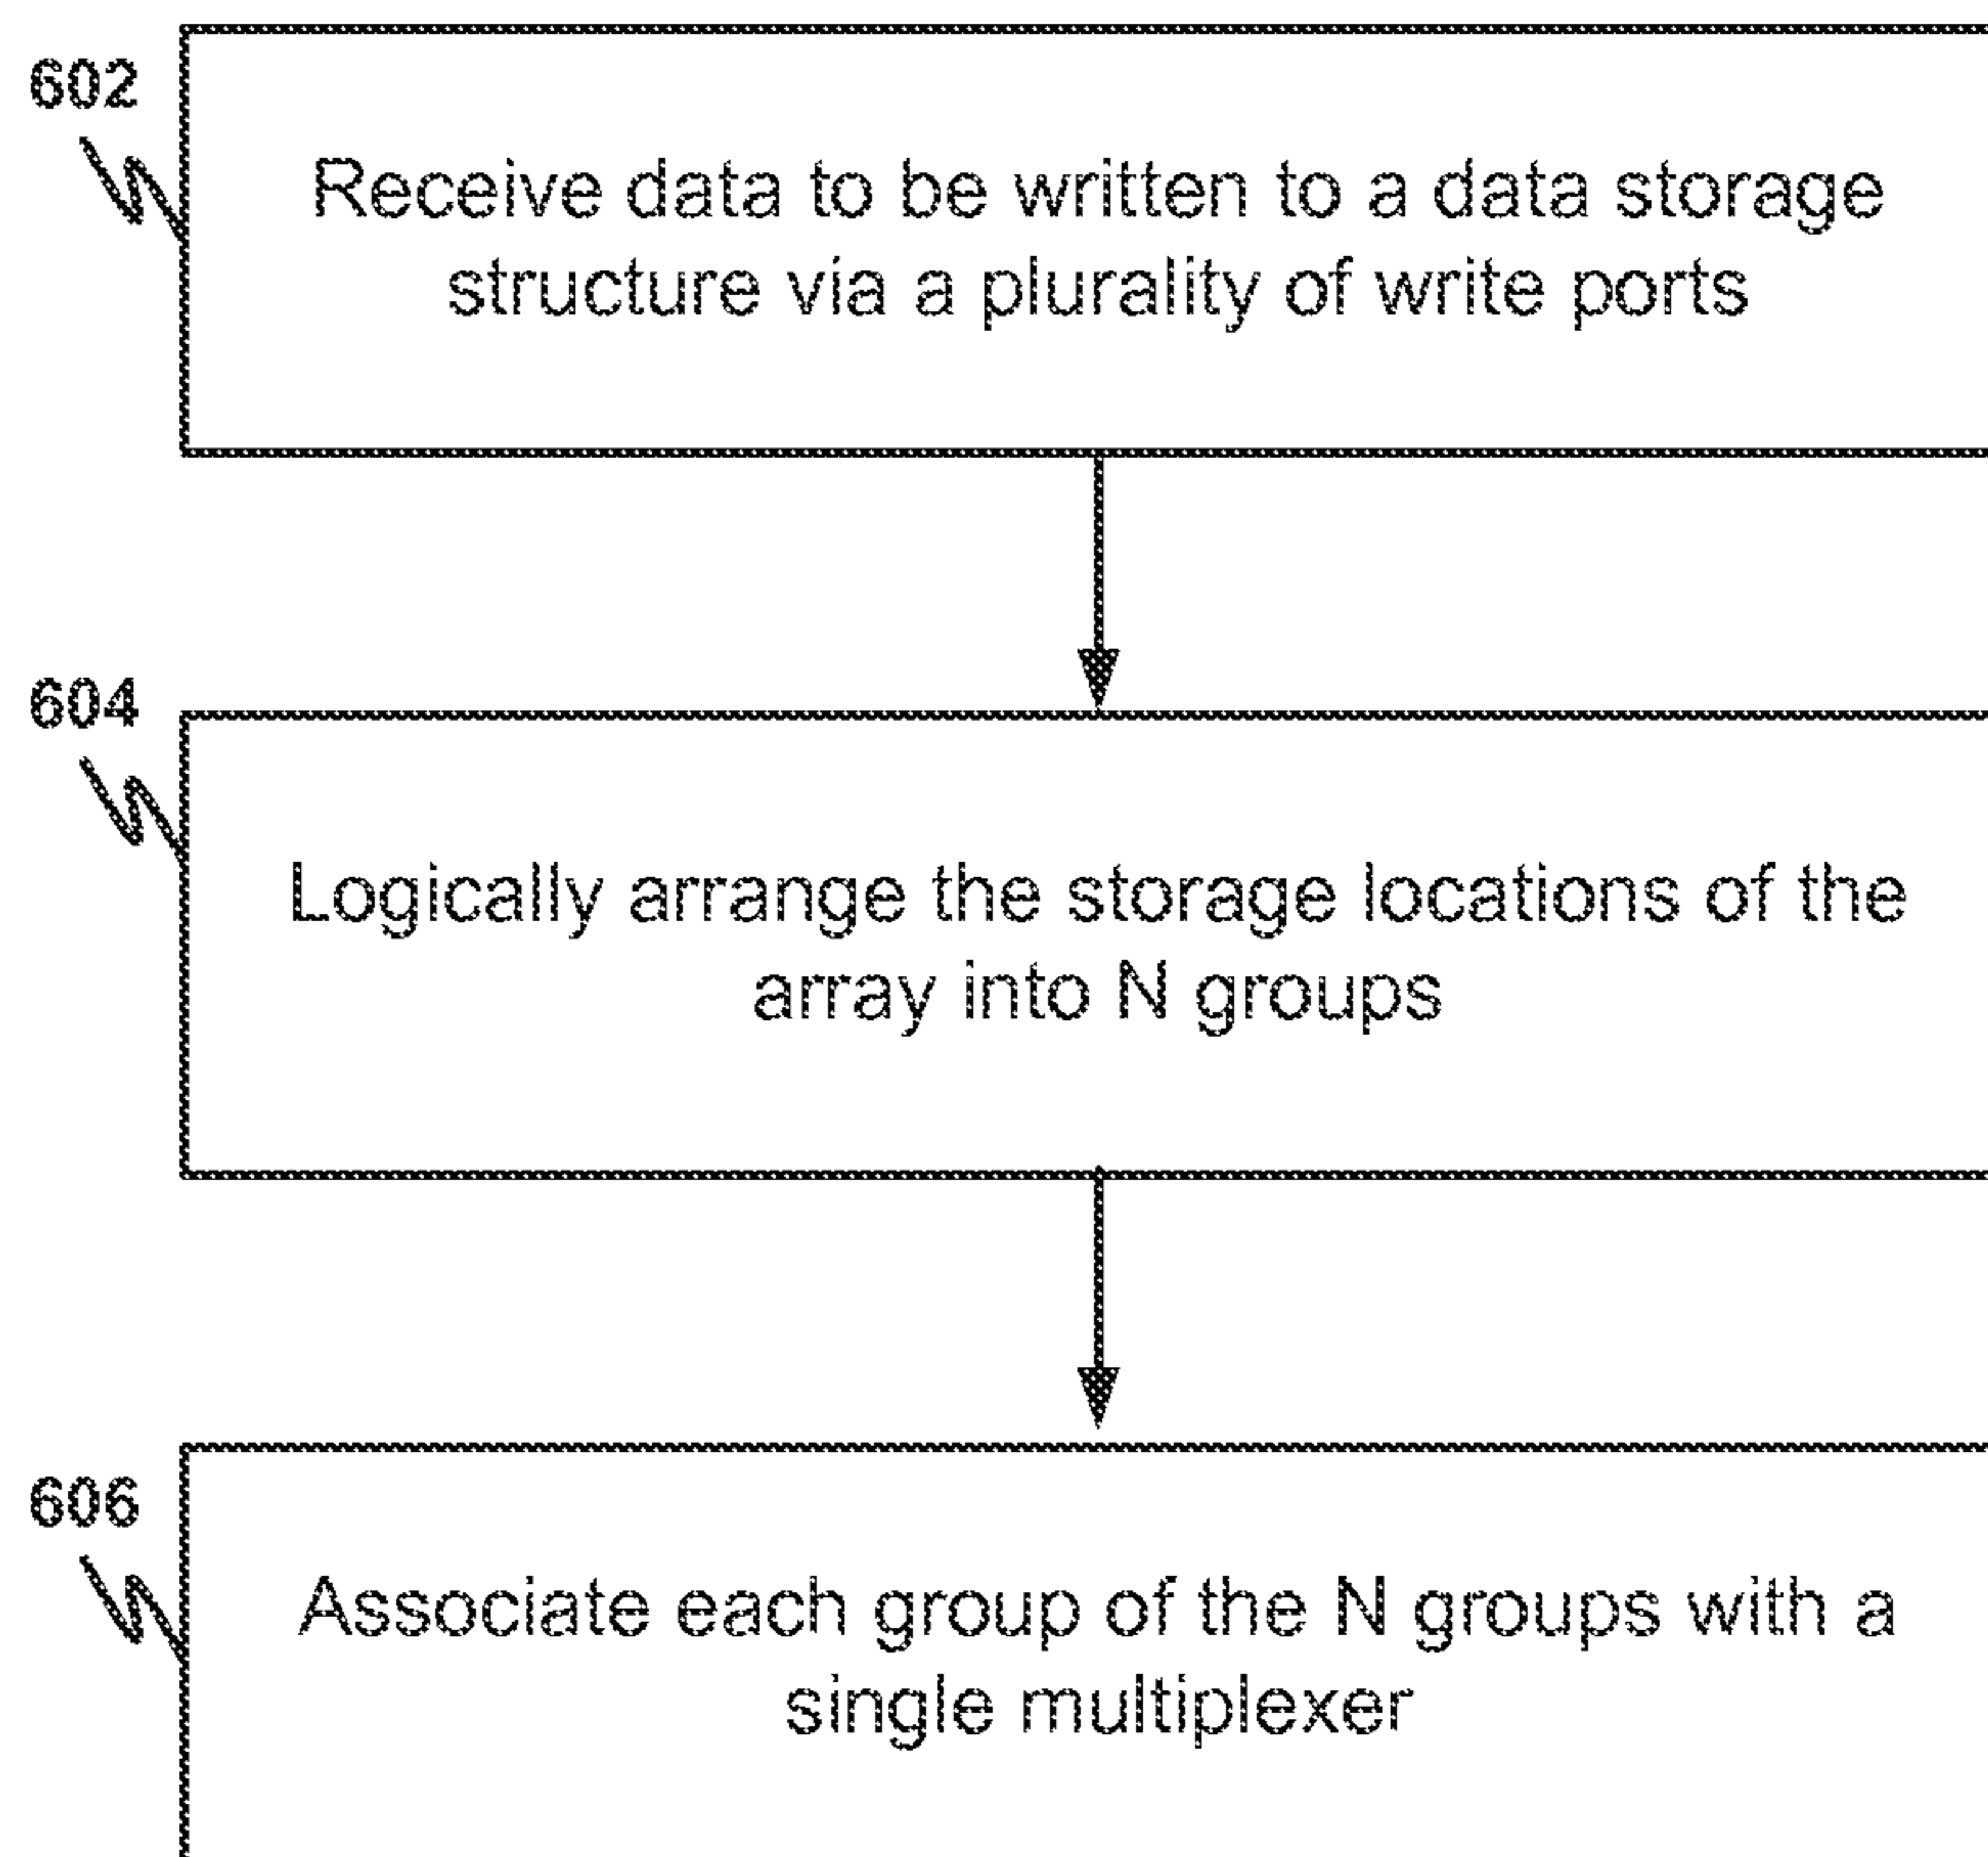 602
Receive data to be written to a data storage
structure via a plurality of write ports
604
Logically arrange the storage locations of the
array into N groups
606
Associate each group of the N groups with a
single multiplexer